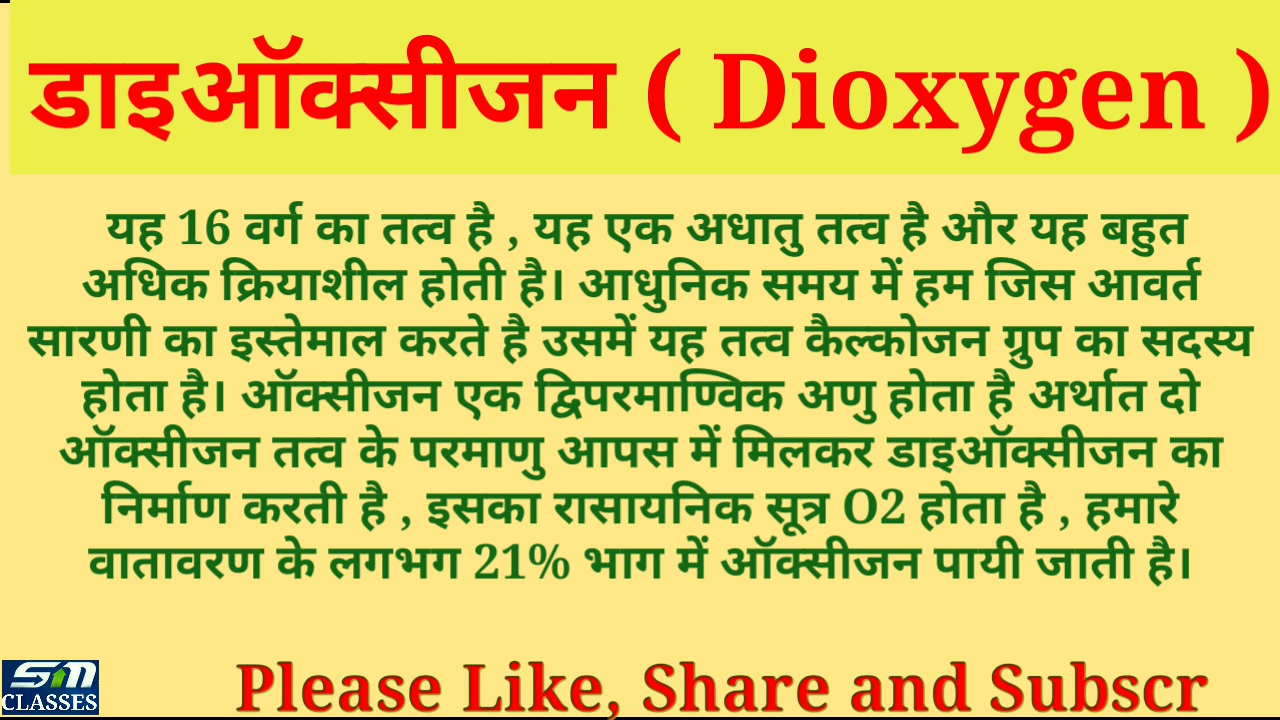 डाइऑक्सीजन ( Dioxygen )
यह 16 वर्ग का तत्व है , यह एक अधातु तत्व है और यह बहुत
अधिक क्रियाशील होती है। आधुनिक समय में हम जिस आवर्त
सारणी का इस्तेमाल करते है उसमें यह तत्व कैल्कोजन ग्रुप का सदस्य
होता है। ऑक्सीजन एक द्विपरमाण्विक अणु होता है अर्थात दो
ऑक्सीजन तत्व के परमाणु आपस में मिलकर डाइऑक्सीजन का
निर्माण करती है , इसका रासायनिक सूत्र O2 होता है , हमारे
वातावरण के लगभग 21% भाग में ऑक्सीजन पायी जाती है।
Please Like, Share and Subscr
SM
CLASSES